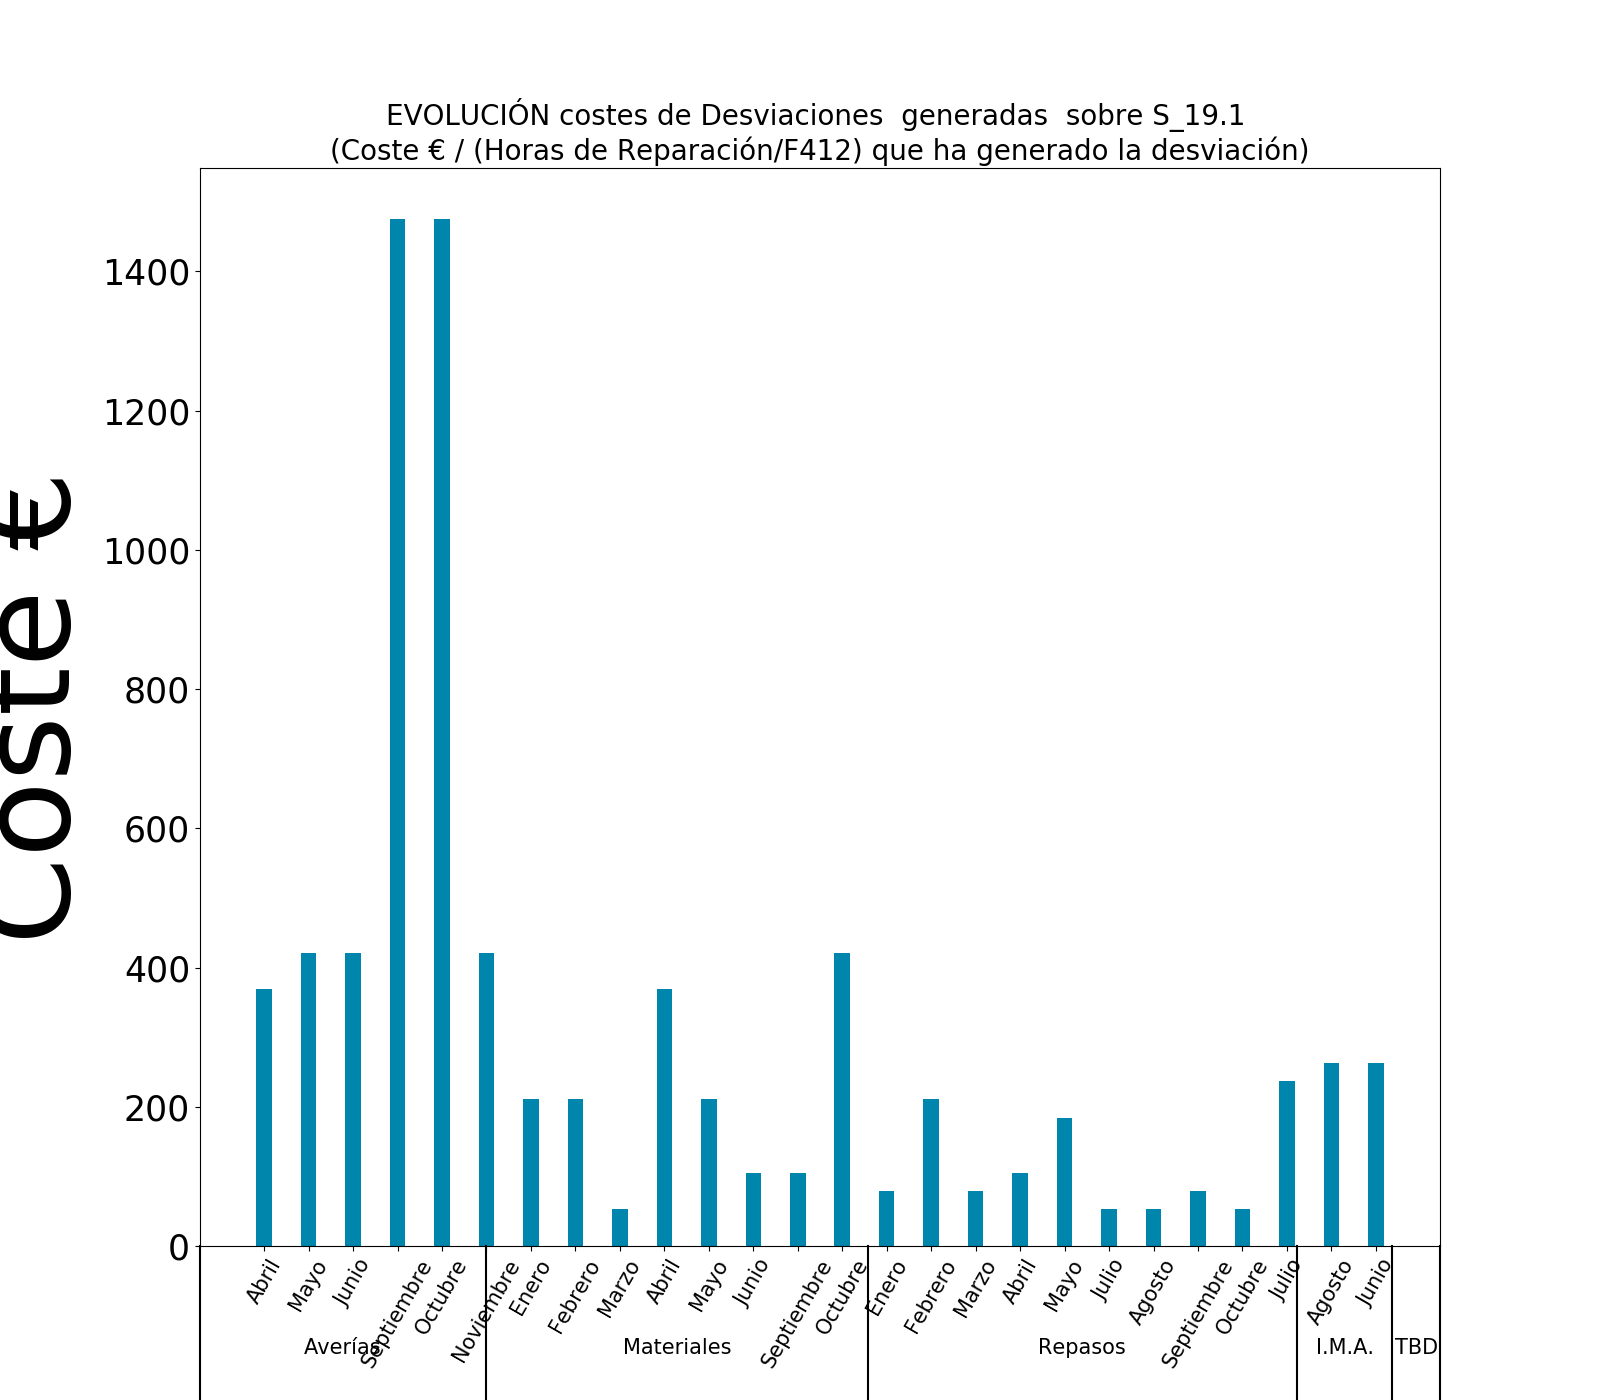 EVOLUCIÓN costes de Desviaciones  generadas  sobre S_19.1
(Coste € / (Horas de Reparación/F412) que ha generado la desviación)
Coste €
1400
1200
1000
800
600
400
200
0
Abril Mayo Junio Septiembre Octubre Noviembre Enero Febrero Marzo Abril Mayo Junio Septiembre Octubre Enero Febrero Marzo Abril Mayo Julio Agosto Septiembre Octubre Julio Agosto Junio
Averías Materiales Repasos I.M.A. TBD